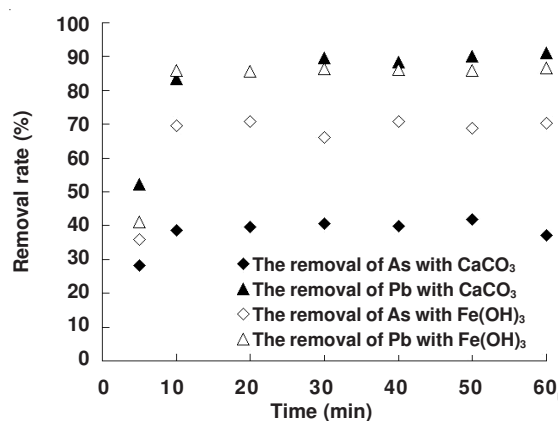 100
90
80
70
60
50
40
30
20
10
0
Removal rate (%)
◆The removal of As with CaCO₃
▲The removal of Pb with CaCO₃
◇The removal of As with Fe(OH)₃
△The removal of Pb with Fe(OH)₃
0 10 20 30 40 50 60
Time (min)